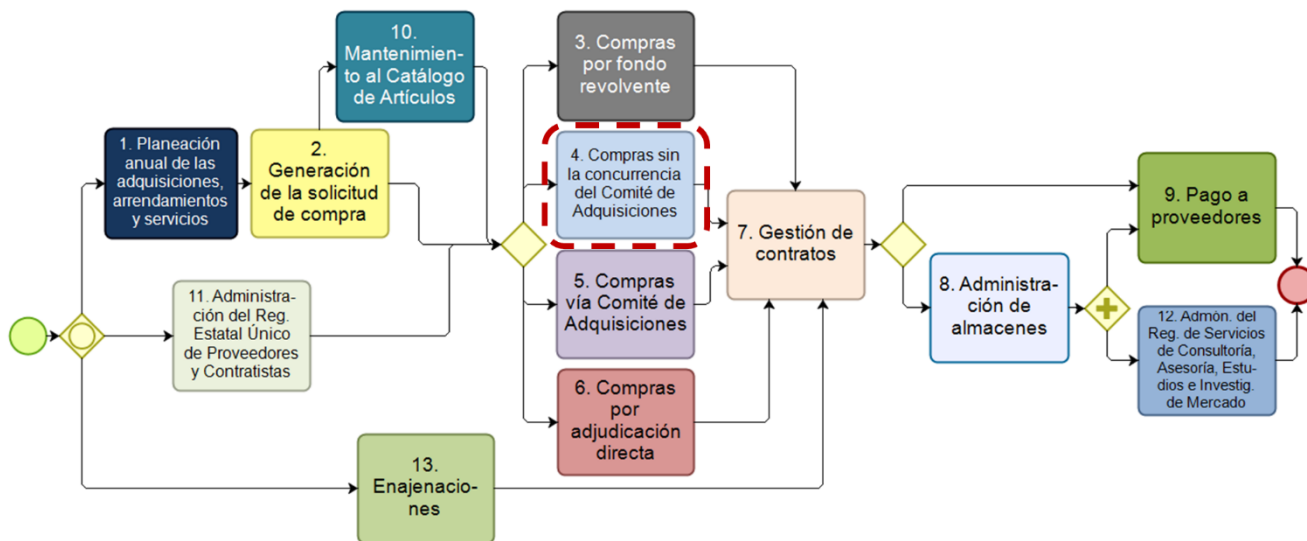 10.
Mantenimien-
to al Catálogo
de Artículos
3. Compras
por fondo
revolvente
1. Planeación
anual de las
adquisiciones,
arrendamientos
y servicios
2.
Generación
de la solicitud
de compra
4. Compras sin
la concurrencia
del Comité de
Adquisiciones
9. Pago a
proveedores
7. Gestión de
contratos
5. Compras
vía Comité de
Adquisiciones
8. Administra-
ción de
almacenes
11. Administra-
ción del Reg.
Estatal Único
de Proveedores
y Contratistas
12. Admón. del
Reg. de Servicios
de Consultoría,
Asesoría, Estu-
dios e Investig.
de Mercado
6. Compras
por
adjudicación
directa
13.
Enajenacio-
nes